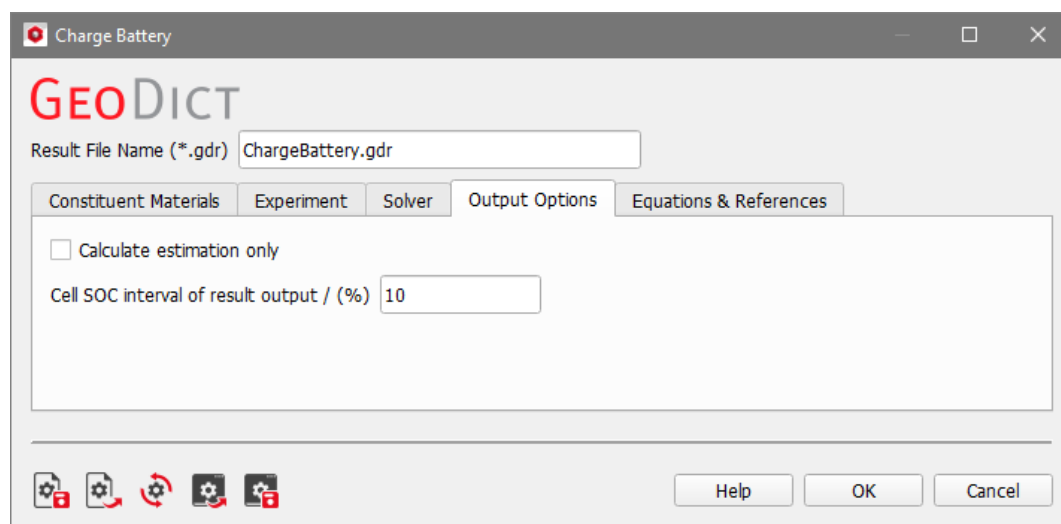 Charge Battery
GEODICT
Result File Name (*.gdr) ChargeBattery.gdr
Constituent Materials Experiment Solver Output Options Equations & References
Calculate estimation only
Cell SOC interval of result output / (%) 10
Help OK Cancel